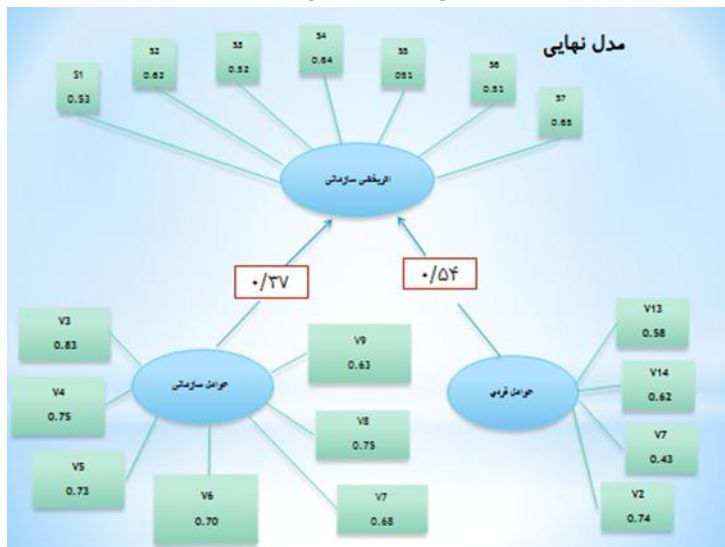 مدل نهایی
S1
0.53
S2
0.62
S3
0.52
S4
0.64
S5
051
S6
0.51
S7
0.65
اثربخشی سازمانی
۰/۳۷
۰/۵۴
V3
0.83
V4
0.75
V5
0.73
V6
0.70
V7
0.68
V8
0.75
V9
0.63
عوامل سازمانی
عوامل فردي
V13
0.58
V14
0.62
V7
0.43
V2
0.74